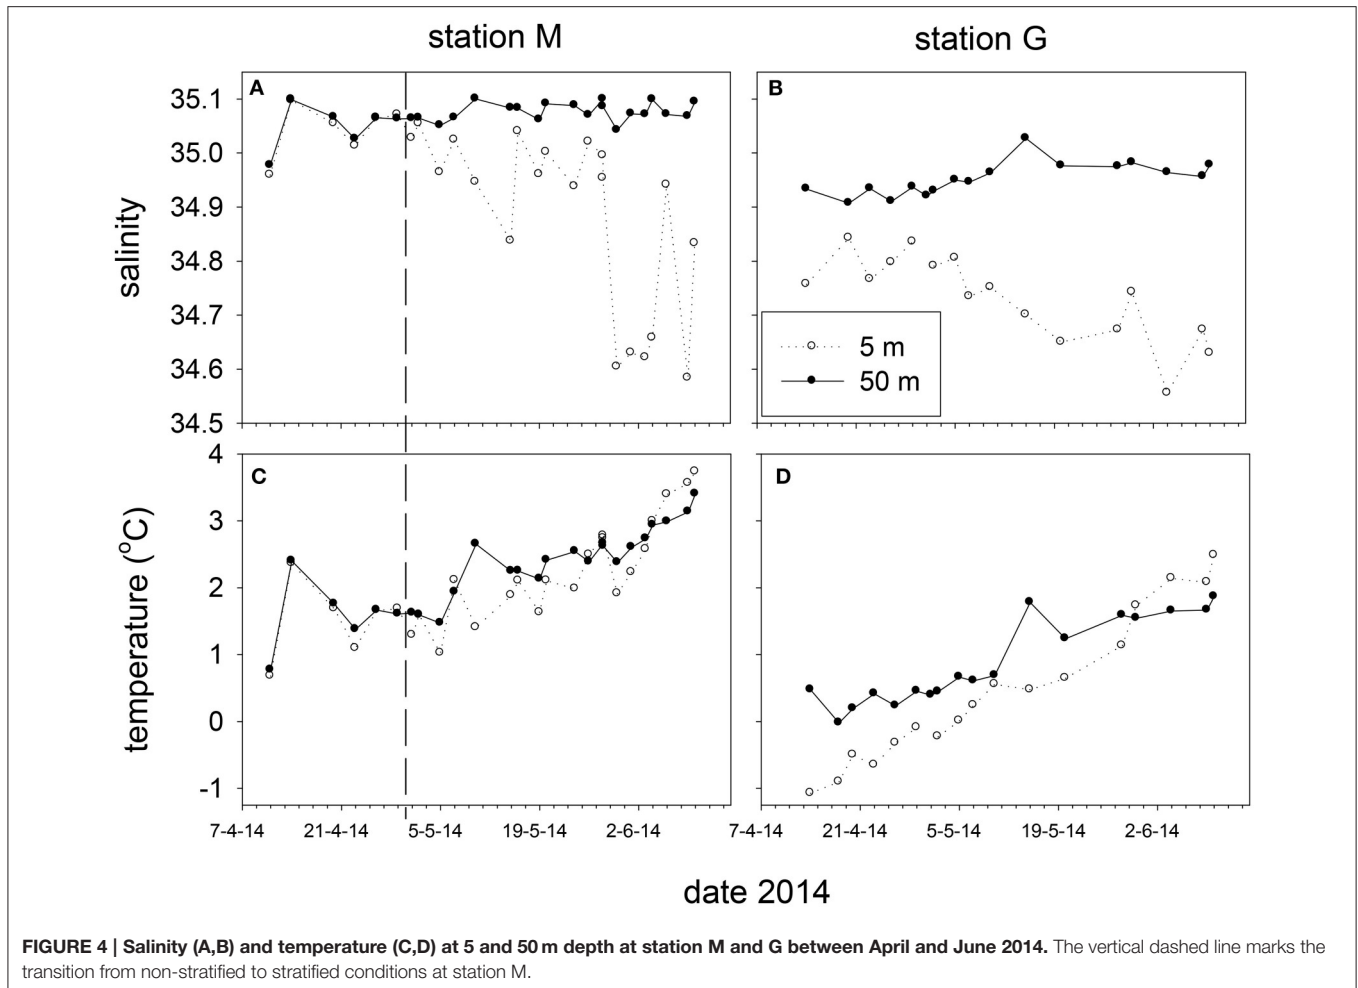 station M
station G
A
B
35.1
35.0
34.9
34.8
34.7
34.6
34.5
salinity
5 m
50 m
C
D
4
3
2
1
0
-1
temperature (°C)
7-4-14
21-4-14
5-5-14
19-5-14
2-6-14
7-4-14
21-4-14
5-5-14
19-5-14
2-6-14
date 2014
FIGURE 4 | Salinity (A,B) and temperature (C,D) at 5 and 50 m depth at station M and G between April and June 2014. The vertical dashed line marks the
transition from non-stratified to stratified conditions at station M.